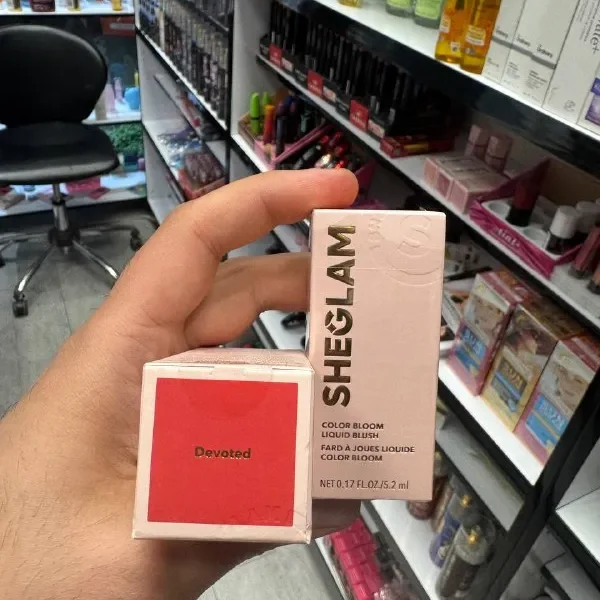 SHEGLAM
COLOR BLOOM
LIQUID BLUSH
FARD À JOUES LIQUIDE
COLOR BLOOM
NET 0.17 FL.OZ./5.2 ml
Devoted